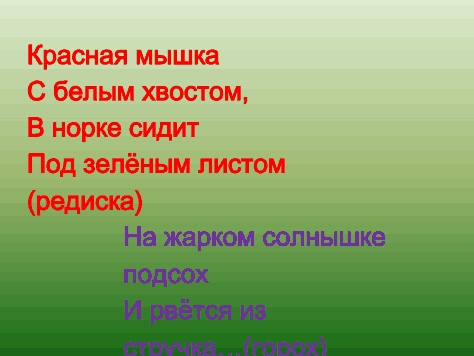 Красная мышка
С белым хвостом,
В норке сидит
Под зелёным листом
(редиска)
На жарком солнышке
подсох
И рвётся из
стручка...(горох)